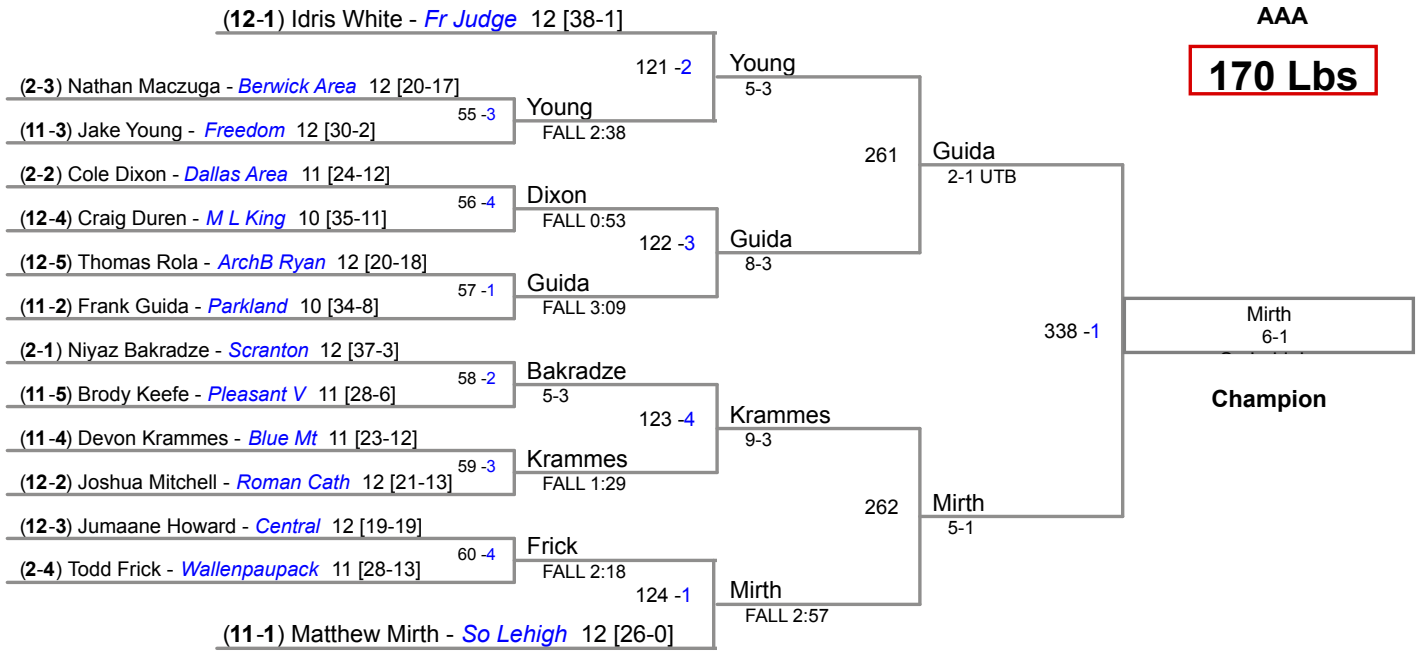 (12-1) Idris White - Fr Judge 12 [38-1]
AAA
170 Lbs
121 -2
Young
5-3
(2-3) Nathan Maczuga - Berwick Area 12 [20-17]
55 -3
Young
FALL 2:38
(11-3) Jake Young - Freedom 12 [30-2]
261
Guida
2-1 UTB
(2-2) Cole Dixon - Dallas Area 11 [24-12]
56 -4
Dixon
FALL 0:53
(12-4) Craig Duren - M L King 10 [35-11]
122 -3
Guida
8-3
(12-5) Thomas Rola - ArchB Ryan 12 [20-18]
57 -1
Guida
FALL 3:09
(11-2) Frank Guida - Parkland 10 [34-8]
338 -1
Mirth
6-1
Champion
(2-1) Niyaz Bakradze - Scranton 12 [37-3]
58 -2
Bakradze
5-3
(11-5) Brody Keefe - Pleasant V 11 [28-6]
123 -4
Krammes
9-3
(11-4) Devon Krammes - Blue Mt 11 [23-12]
59 -3
Krammes
FALL 1:29
(12-2) Joshua Mitchell - Roman Cath 12 [21-13]
262
Mirth
5-1
(12-3) Jumaane Howard - Central 12 [19-19]
60 -4
Frick
FALL 2:18
(2-4) Todd Frick - Wallenpaupack 11 [28-13]
124 -1
Mirth
FALL 2:57
(11-1) Matthew Mirth - So Lehigh 12 [26-0]